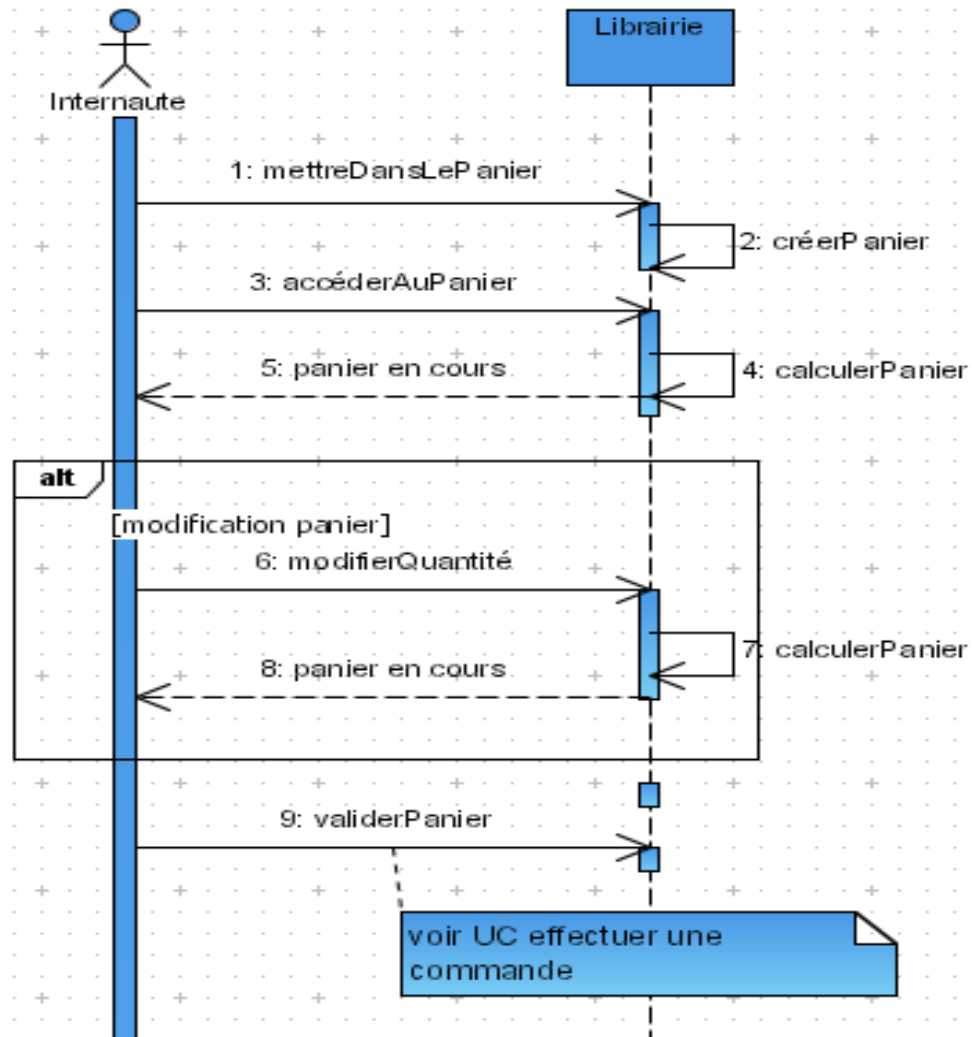 Librairie
Internaute
1: mettreDansLePanier
2: créerPanier
3: accéderAuPanier
4: calculerPanier
5: panier en cours
alt
[modification panier]
6: modifierQuantité
7: calculerPanier
8: panier en cours
9: validerPanier
voir UC effectuer une
commande